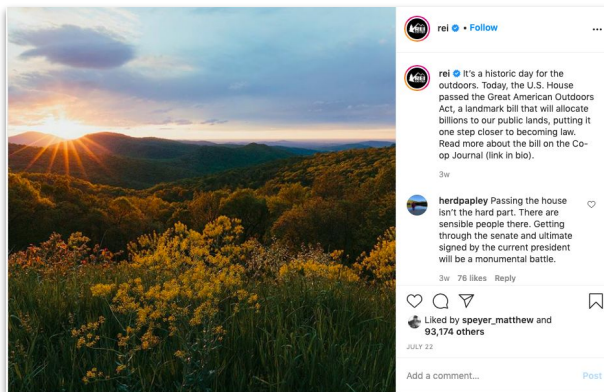 rei • Follow
rei It's a historic day for the
outdoors. Today, the U.S. House
passed the Great American Outdoors
Act, a landmark bill that will allocate
billions to our public lands, putting it
one step closer to becoming law.
Read more about the bill on the Co-
op Journal (link in bio).
3w
herdpapley Passing the house
isn't the hard part. There are
sensible people there. Getting
through the senate and ultimate
signed by the current president
will be a monumental battle.
3w 76 likes Reply
Liked by speyer_matthew and
93,174 others
JULY 22
Add a comment... Post